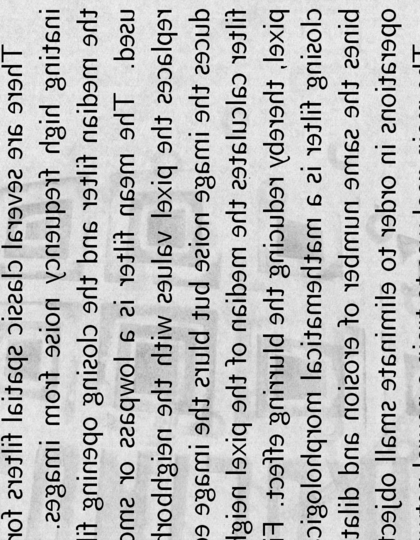 There are several classic spatial filters for
inating high frequency noise from images.
the median filter and the closing opening fil
used. The mean filter is a lowpass or smo
replaces the pixel values with the neighborh
duces the image noise but blurs the image e
filter calculates the median of the pixel neigh
pixel, thereby reducing the blurring effect. Fi
closing filter is a mathematical morphologic
bines the same number of erosion and dilat
operations in order to eliminate small object